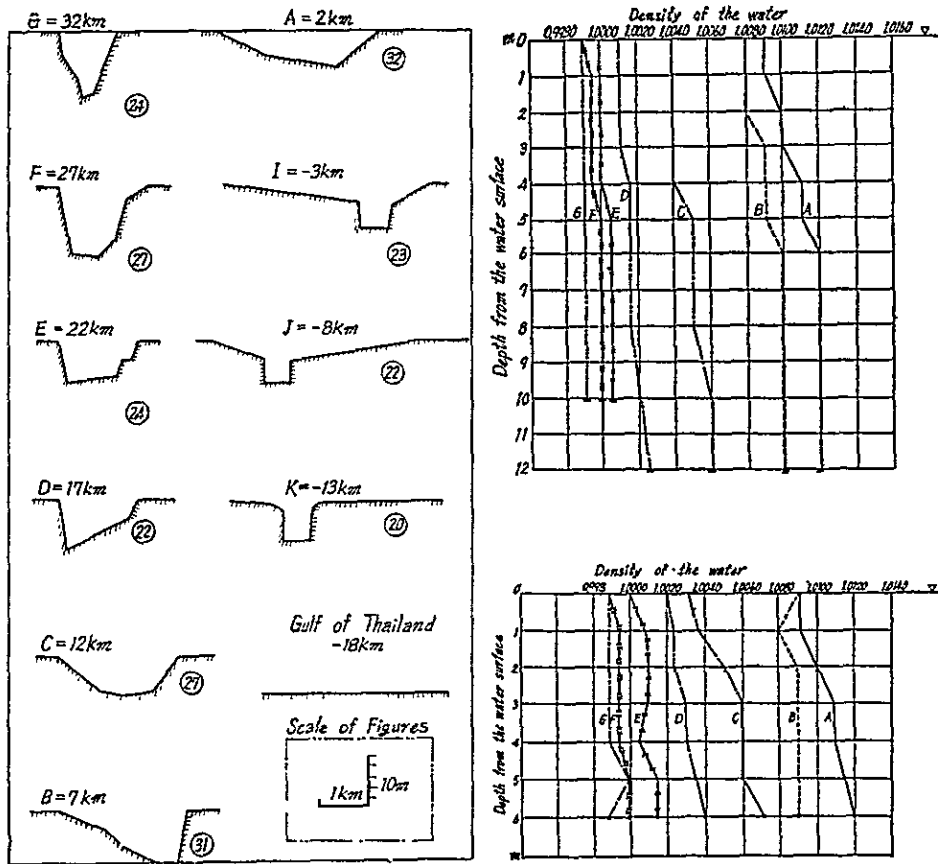 G = 32km
24
A = 2km
32
F = 27km
27
I = -3km
23
E = 22km
24
J = -8km
22
D = 17km
22
K = -13km
20
C = 12km
27
Gulf of Thailand
-18km
B = 7km
31
Scale of Figures
1km
10m
Density of the water
1.0000 1.0020 1.0040 1.0060 1.0080 1.0100 1.0120 1.0140 1.0160
Depth from the water surface
0
1
2
3
4
5
6
7
8
9
10
11
12
G F E D C B A
Density of the water
1.0000 1.0020 1.0040 1.0060 1.0080 1.0100 1.0120 1.0140
Depth from the water surface
0
1
2
3
4
5
6
G F E D C B A